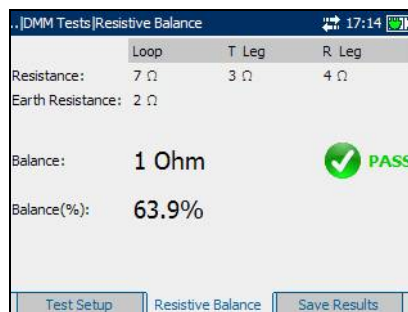 ..|DMM Tests|Resistive Balance 17:14
Loop T Leg R Leg
Resistance: 7 Ω 3 Ω 4 Ω
Earth Resistance: 2 Ω
Balance: 1 Ohm PASS
Balance(%): 63.9%
Test Setup Resistive Balance Save Results